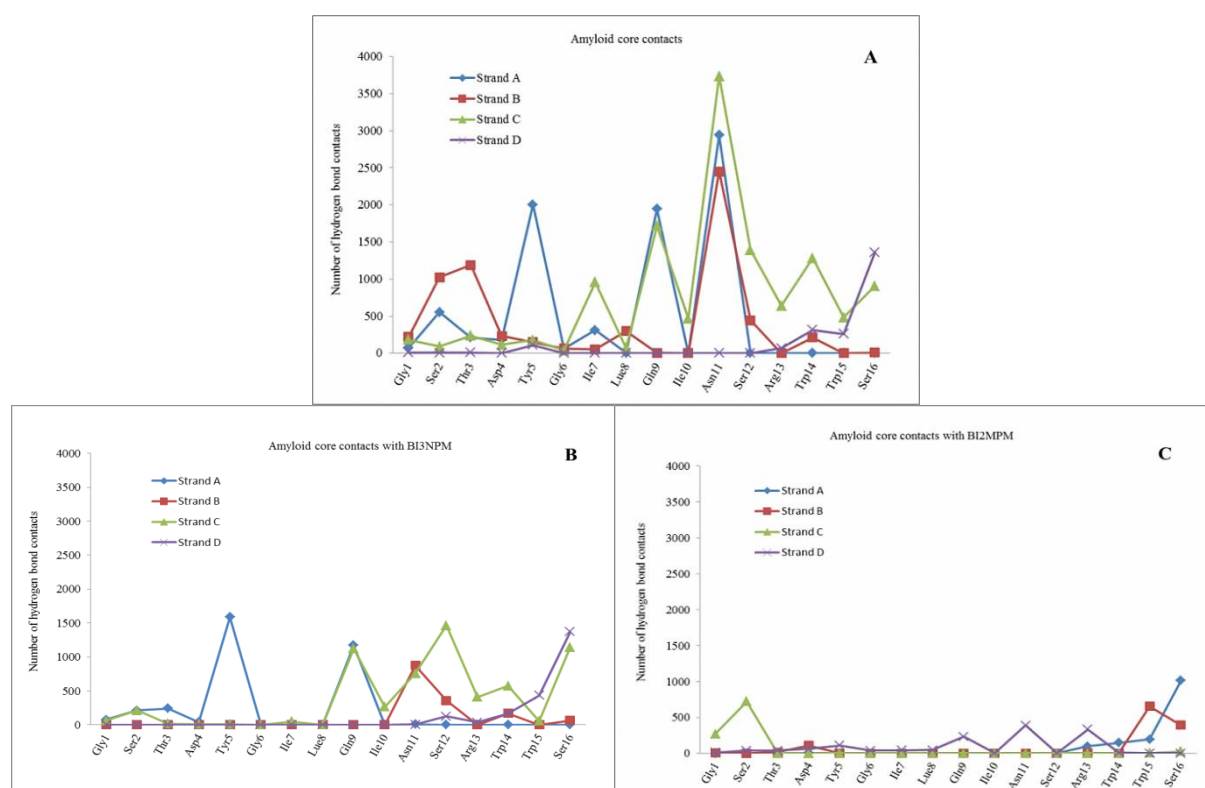 Amyloid core contacts
A
4000
3500
3000
2500
2000
1500
1000
500
0
Number of hydrogen bond contacts
Strand A
Strand B
Strand C
Strand D
Gly1
Ser2
Thr3
Asp4
Tyr5
Gly6
Ile7
Lue8
Gln9
Ile10
Asn11
Ser12
Arg13
Trp14
Trp15
Ser16
Amyloid core contacts with BI3NPM
B
4000
3500
3000
2500
2000
1500
1000
500
0
Number of hydrogen bond contacts
Strand A
Strand B
Strand C
Strand D
Gly1
Ser2
Thr3
Asp4
Tyr5
Gly6
Ile7
Lue8
Gln9
Ile10
Asn11
Ser12
Arg13
Trp14
Trp15
Ser16
Amyloid core contacts with BI2MPM
C
4000
3500
3000
2500
2000
1500
1000
500
0
Number of hydrogen bond contacts
Strand A
Strand B
Strand C
Strand D
Gly1
Ser2
Thr3
Asp4
Tyr5
Gly6
Ile7
Lue8
Gln9
Ile10
Asn11
Ser12
Arg13
Trp14
Trp15
Ser16